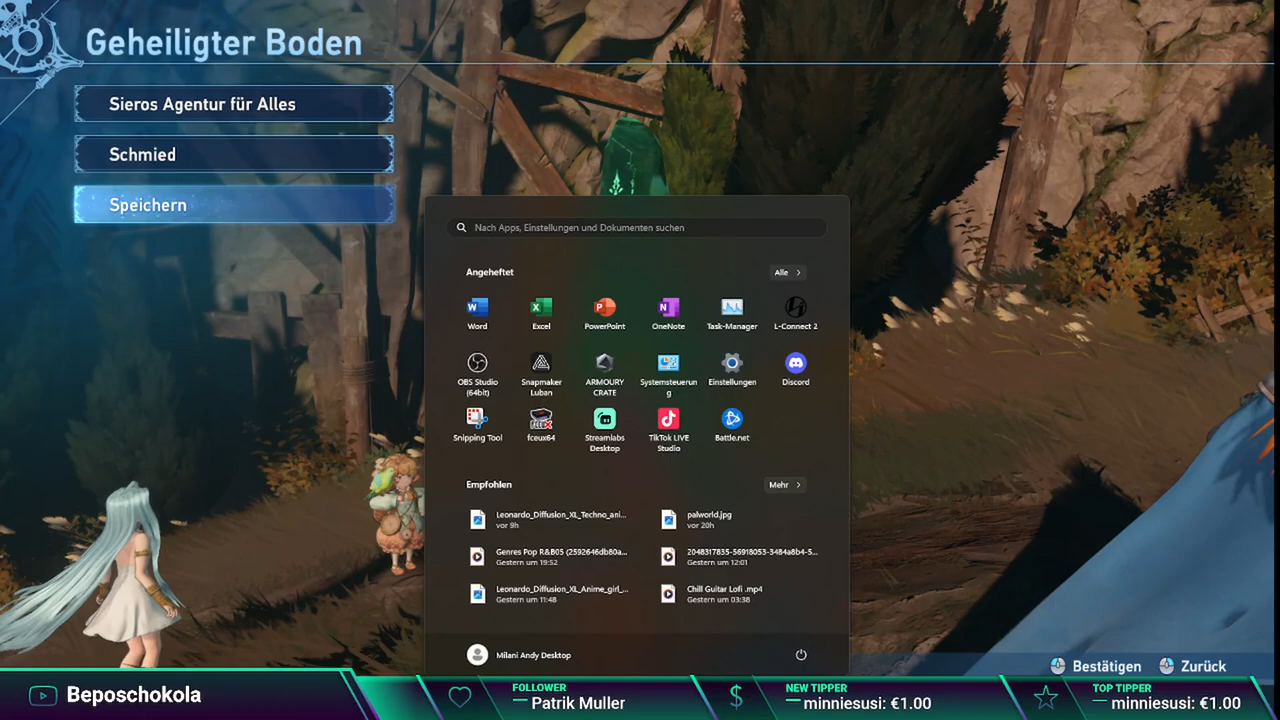 Geheiligter Boden
Sieros Agentur für Alles
Schmied
Speichern
Nach Apps, Einstellungen und Dokumenten suchen
Angeheftet
Alle
Word
Excel
PowerPoint
OneNote
Task-Manager
L-Connect 2
OBS Studio
(64bit)
Snapmaker
Luban
ARMOURY
CRATE
Systemsteuerun
g
Einstellungen
Discord
Snipping Tool
fceux64
Streamlabs
Desktop
TikTok LIVE
Studio
Battle.net
Empfohlen
Mehr
Leonardo_Diffusion_XL_Techno_ani...
vor 9h
palworld.jpg
vor 20h
Genres Pop R&B05 (2592646db80a...
Gestern um 19:52
2048317835-56918053-3484a8b4-5...
Gestern um 12:01
Leonardo_Diffusion_XL_Anime_girl_...
Gestern um 11:48
Chill Guitar Lofi .mp4
Gestern um 03:38
Milani Andy Desktop
Bestätigen
Zurück
Beposchokola
FOLLOWER
Patrik Muller
$
NEW TIPPER
minniesusi: €1.00
TOP TIPPER
minniesusi: €1.00